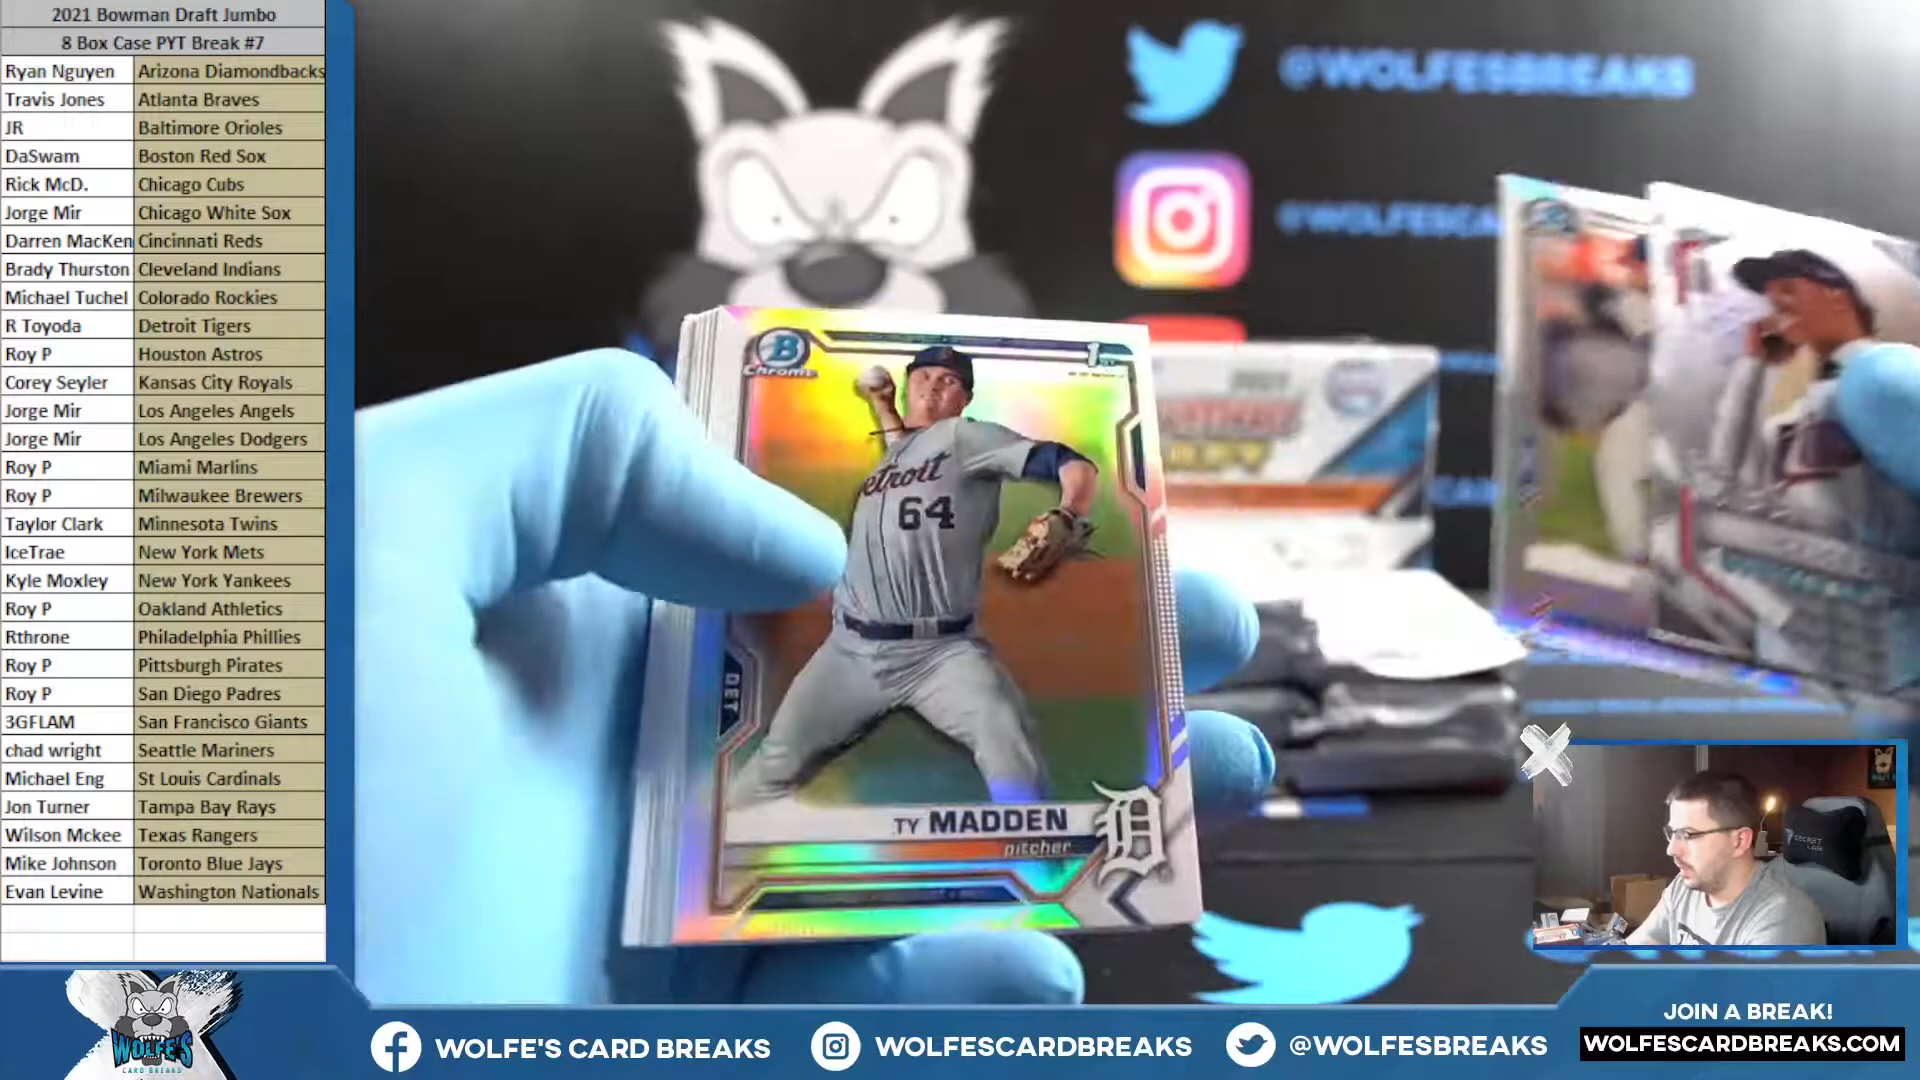 2021 Bowman Draft Jumbo
8 Box Case PYT Break #7
Ryan Nguyen Arizona Diamondbacks
Travis Jones Atlanta Braves
JR Baltimore Orioles
DaSwam Boston Red Sox
Rick McD. Chicago Cubs
Jorge Mir Chicago White Sox
Darren MacKen Cincinnati Reds
Brady Thurston Cleveland Indians
Michael Tuchel Colorado Rockies
R Toyoda Detroit Tigers
Roy P Houston Astros
Corey Seyler Kansas City Royals
Jorge Mir Los Angeles Angels
Jorge Mir Los Angeles Dodgers
Roy P Miami Marlins
Roy P Milwaukee Brewers
Taylor Clark Minnesota Twins
IceTrae New York Mets
Kyle Moxley New York Yankees
Roy P Oakland Athletics
Rthrone Philadelphia Phillies
Roy P Pittsburgh Pirates
Roy P San Diego Padres
3GFLAM San Francisco Giants
chad wright Seattle Mariners
Michael Eng St Louis Cardinals
Jon Turner Tampa Bay Rays
Wilson Mckee Texas Rangers
Mike Johnson Toronto Blue Jays
Evan Levine Washington Nationals
@WOLFESBREAKS
B
Chrome
1st
etroit
64
DET
TY MADDEN
pitcher
D
2021
SECRET LAB
WOLFE'S
CARD BREAKS
WOLFE'S CARD BREAKS
WOLFESCARDBREAKS
@WOLFESBREAKS
JOIN A BREAK!
WOLFESCARDBREAKS.COM